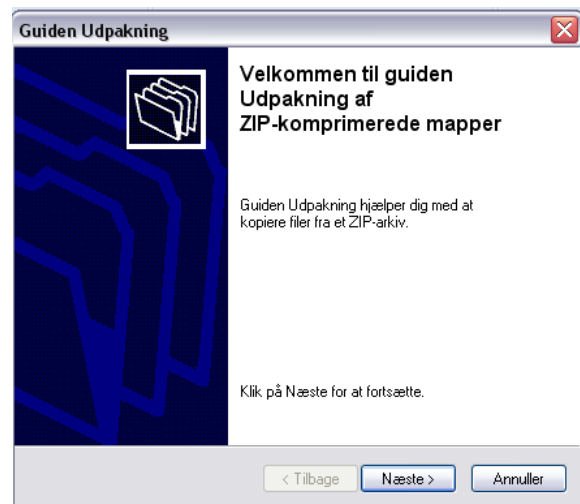 Guiden Udpakning
Velkommen til guiden
Udpakning af
ZIP-komprimerede mapper
Guiden Udpakning hjælper dig med at
kopiere filer fra et ZIP-arkiv.
Klik på Næste for at fortsætte.
< Tilbage Næste > Annuller